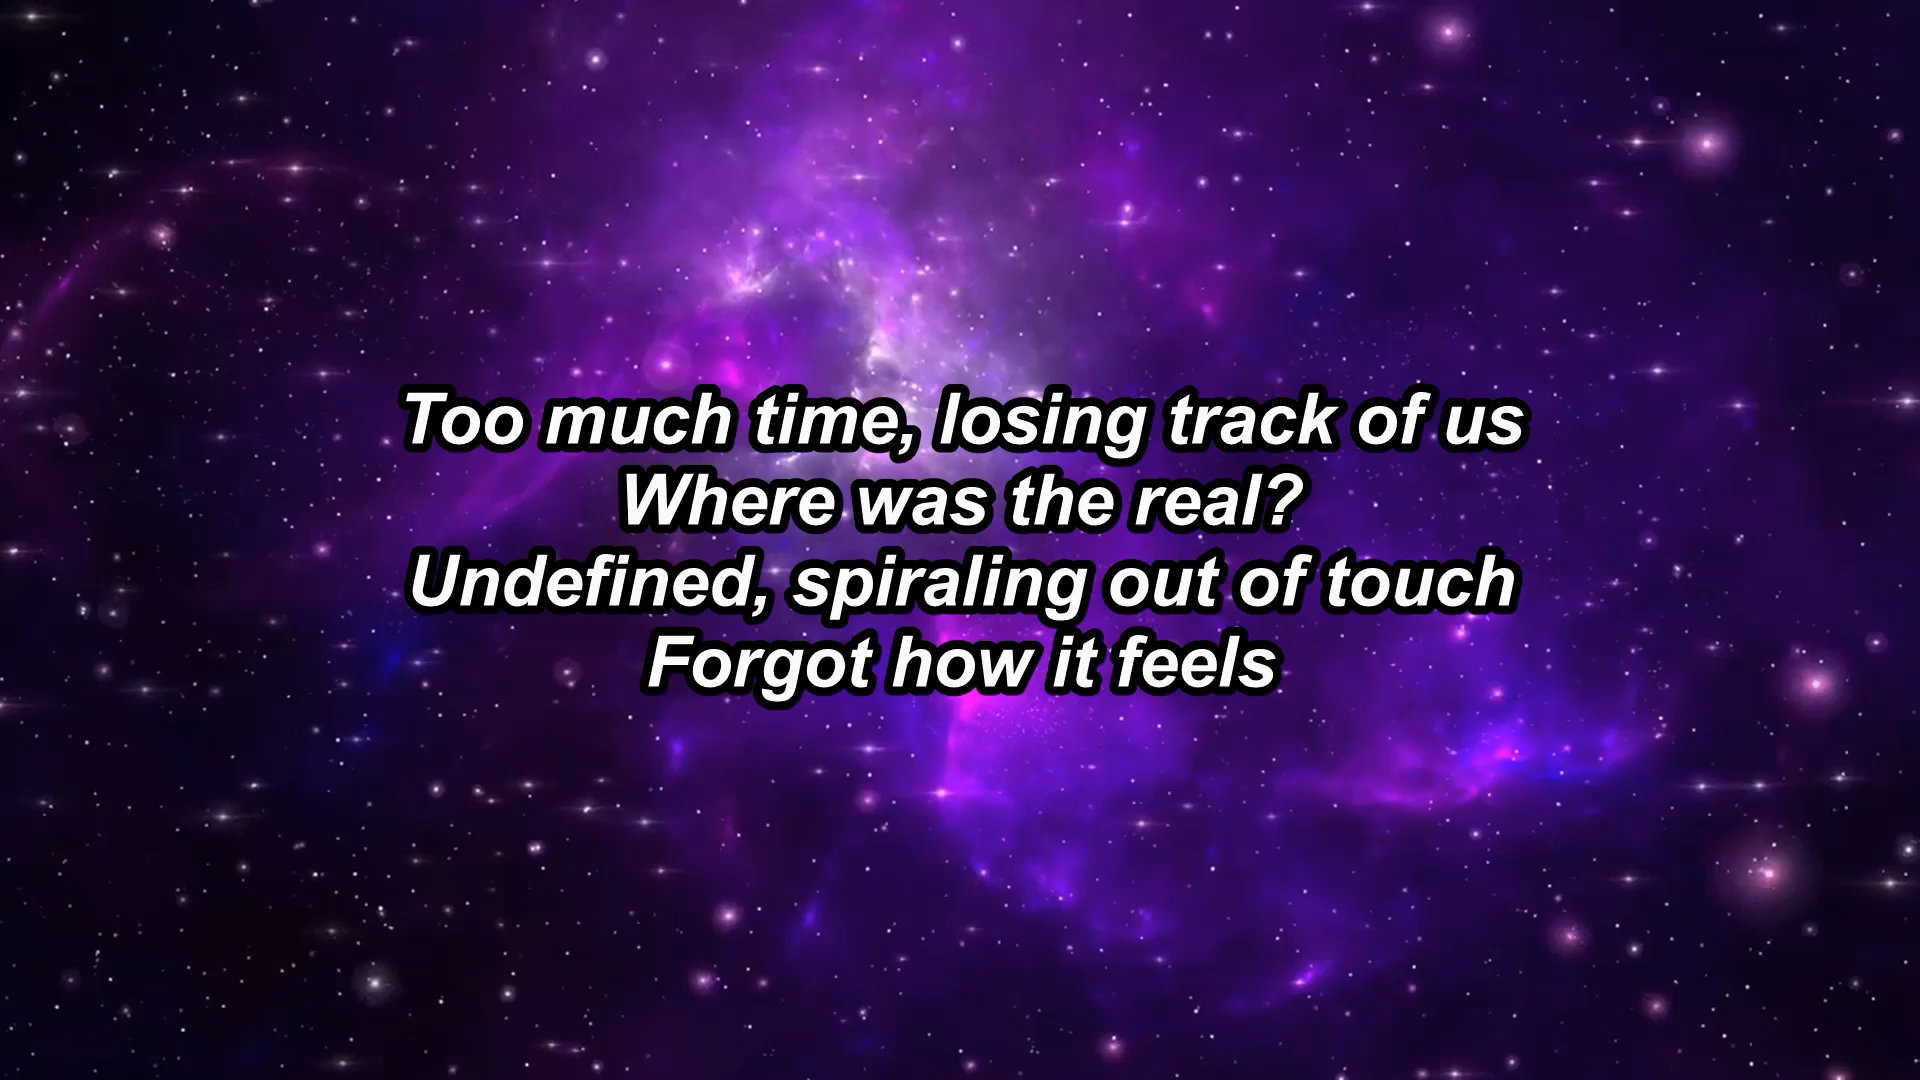 Too much time, losing track of us
Where was the real?
Undefined, spiraling out of touch
Forgot how it feels